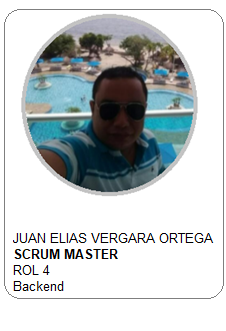 JUAN ELIAS VERGARA ORTEGA
SCRUM MASTER
ROL 4
Backend